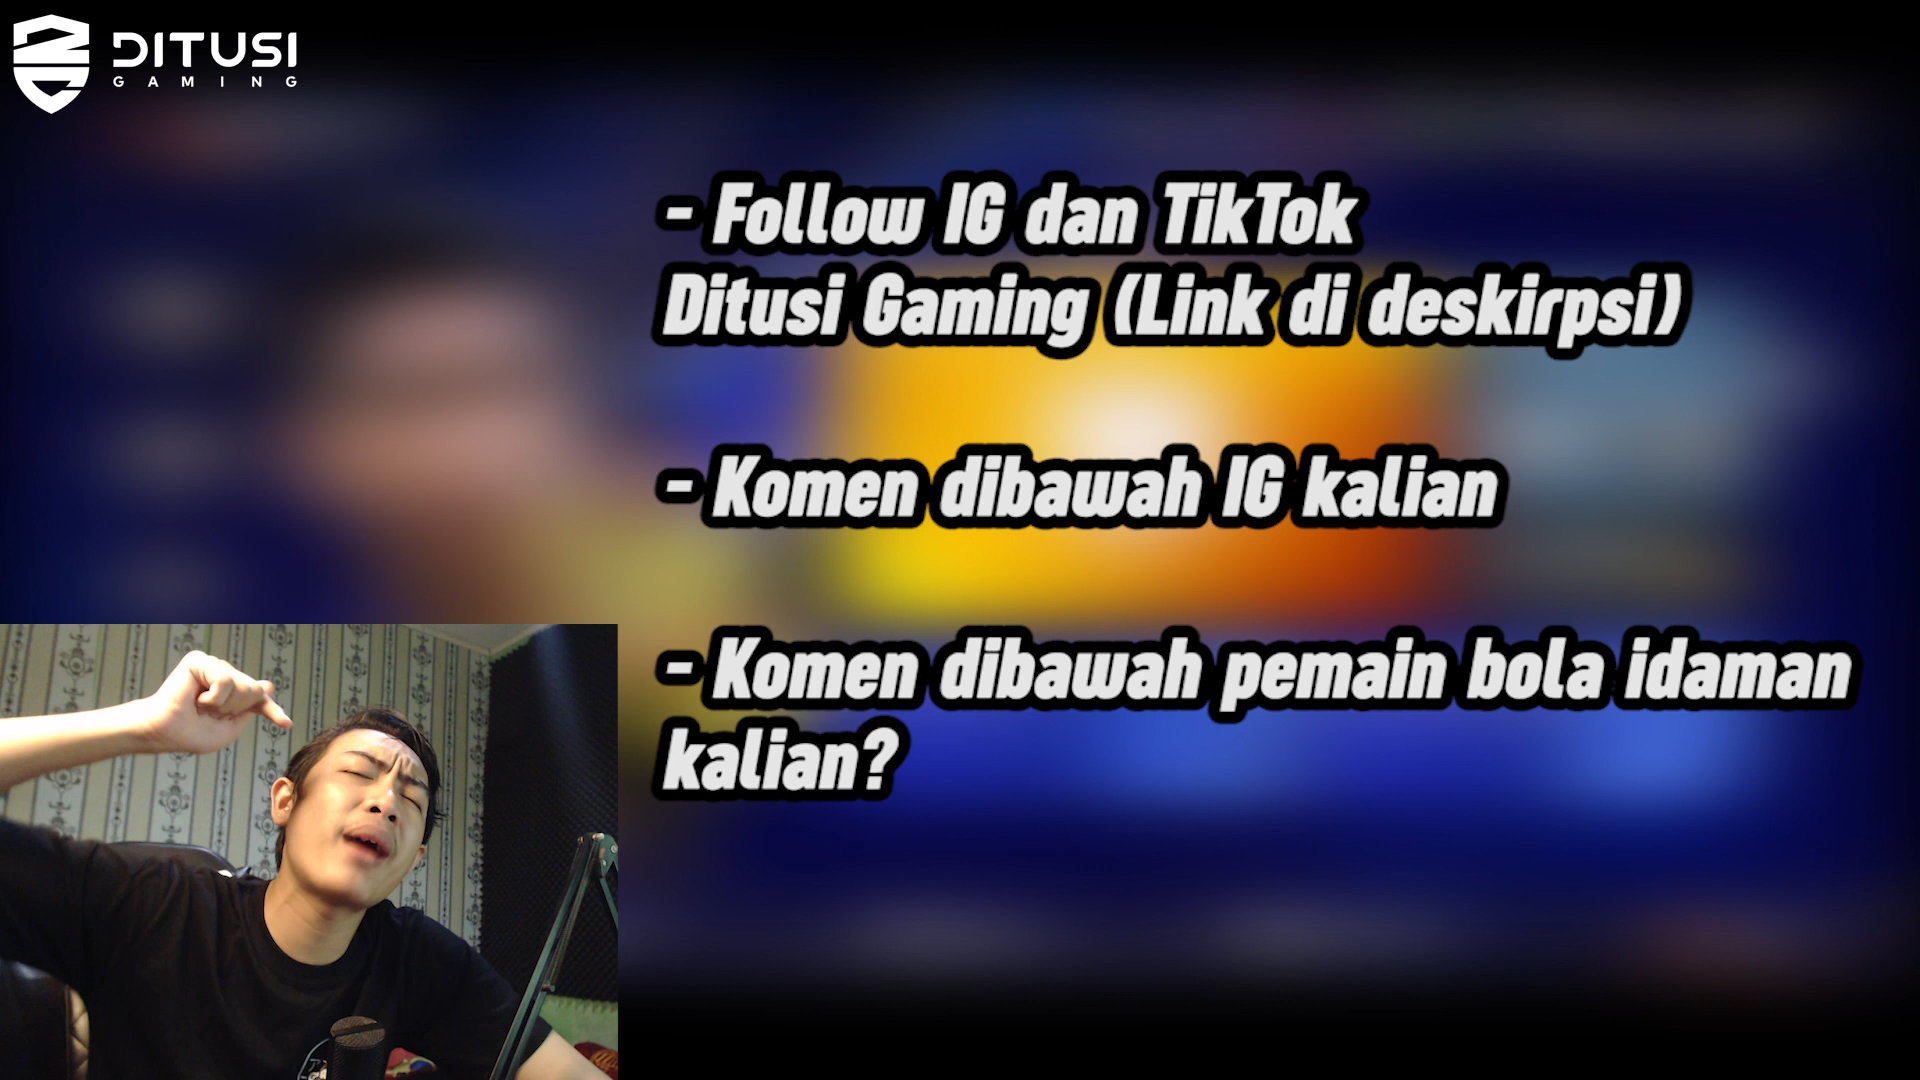 DITUSI
GAMING
- Follow IG dan TikTok
Ditusi Gaming (Link di deskirpsi)
- Komen dibawah IG kalian
- Komen dibawah pemain bola idaman
kalian?